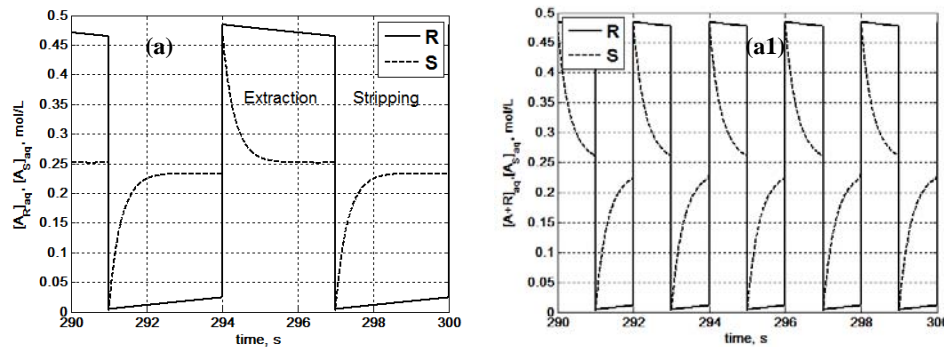 (a)
R
S
Extraction
Stripping
[A_R]_aq, [A_S]_aq, mol/L
0.5
0.45
0.4
0.35
0.3
0.25
0.2
0.15
0.1
0.05
0
290
292
294
296
298
300
time, s
(a1)
R
S
[A+R]_aq,[A_S]_aq, mol/L
0.5
0.45
0.4
0.35
0.3
0.25
0.2
0.15
0.1
0.05
0
290
292
294
296
298
300
time, s